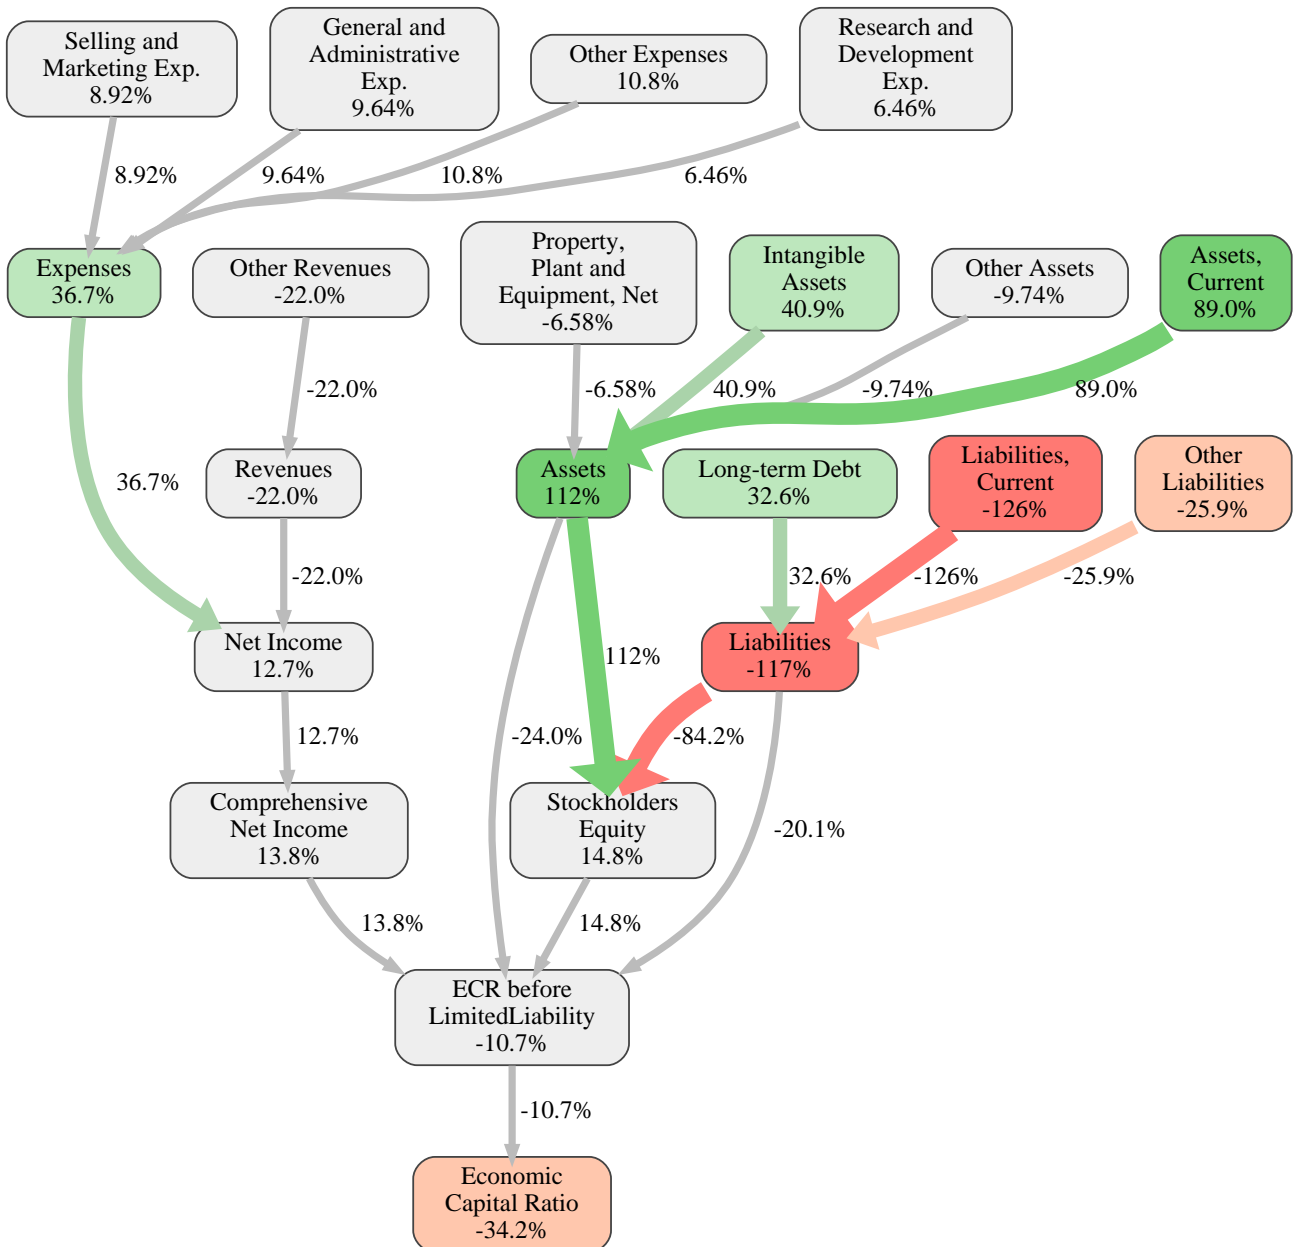 Selling and
Marketing Exp.
8.92%
General and
Administrative
Exp.
9.64%
Other Expenses
10.8%
Research and
Development
Exp.
6.46%
8.92%
9.64%
10.8%
6.46%
Expenses
36.7%
Other Revenues
-22.0%
Property,
Plant and
Equipment, Net
-6.58%
Intangible
Assets
40.9%
Other Assets
-9.74%
Assets,
Current
89.0%
-22.0%
-6.58%
40.9%
-9.74%
89.0%
36.7%
Revenues
-22.0%
Assets
112%
Long-term Debt
32.6%
Liabilities,
Current
-126%
Other
Liabilities
-25.9%
-22.0%
32.6%
-126%
-25.9%
Net Income
12.7%
112%
Liabilities
-117%
12.7%
-24.0%
-84.2%
Comprehensive
Net Income
13.8%
Stockholders
Equity
14.8%
-20.1%
13.8%
14.8%
ECR before
LimitedLiability
-10.7%
-10.7%
Economic
Capital Ratio
-34.2%